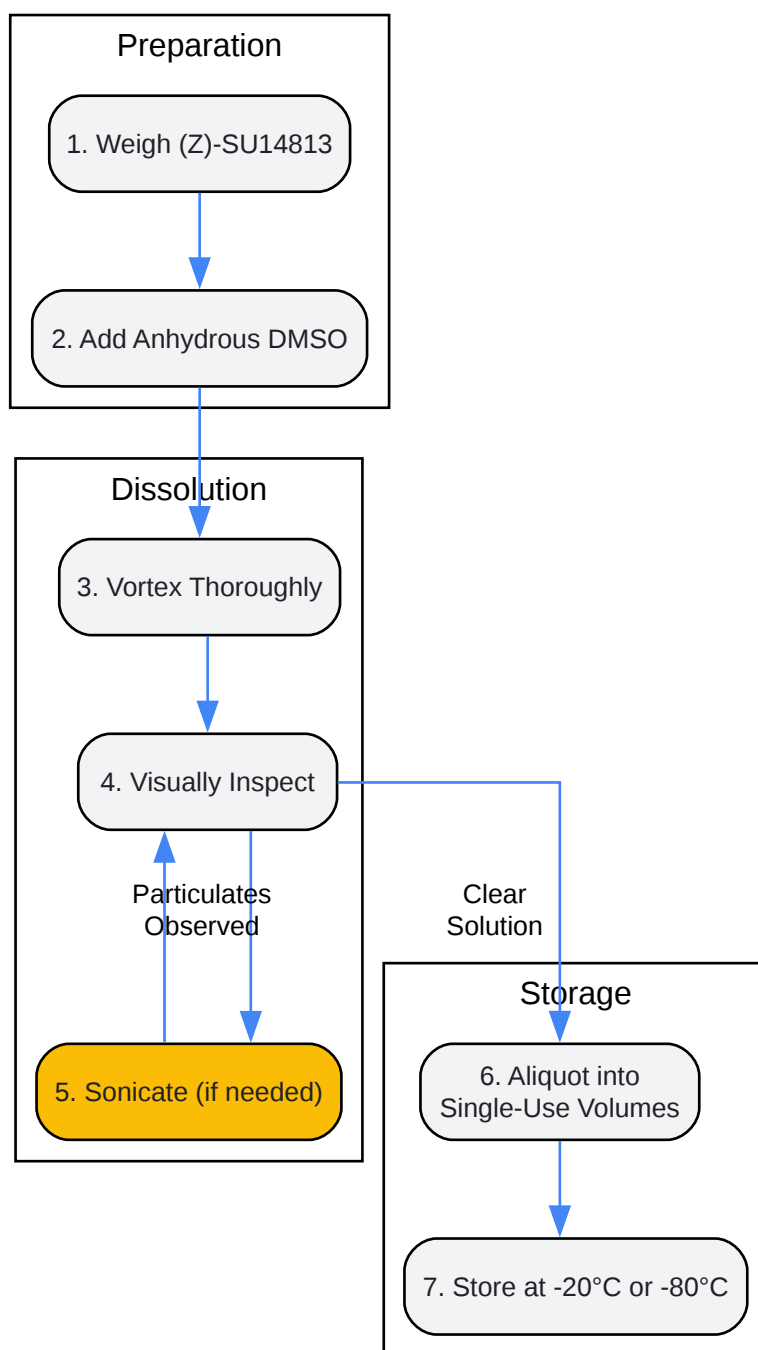 Preparation
1. Weigh (Z)-SU14813
2. Add Anhydrous DMSO
Dissolution
3. Vortex Thoroughly
4. Visually Inspect
Particulates
Observed
Clear
Solution
5. Sonicate (if needed)
Storage
6. Aliquot into
Single-Use Volumes
7. Store at -20°C or -80°C